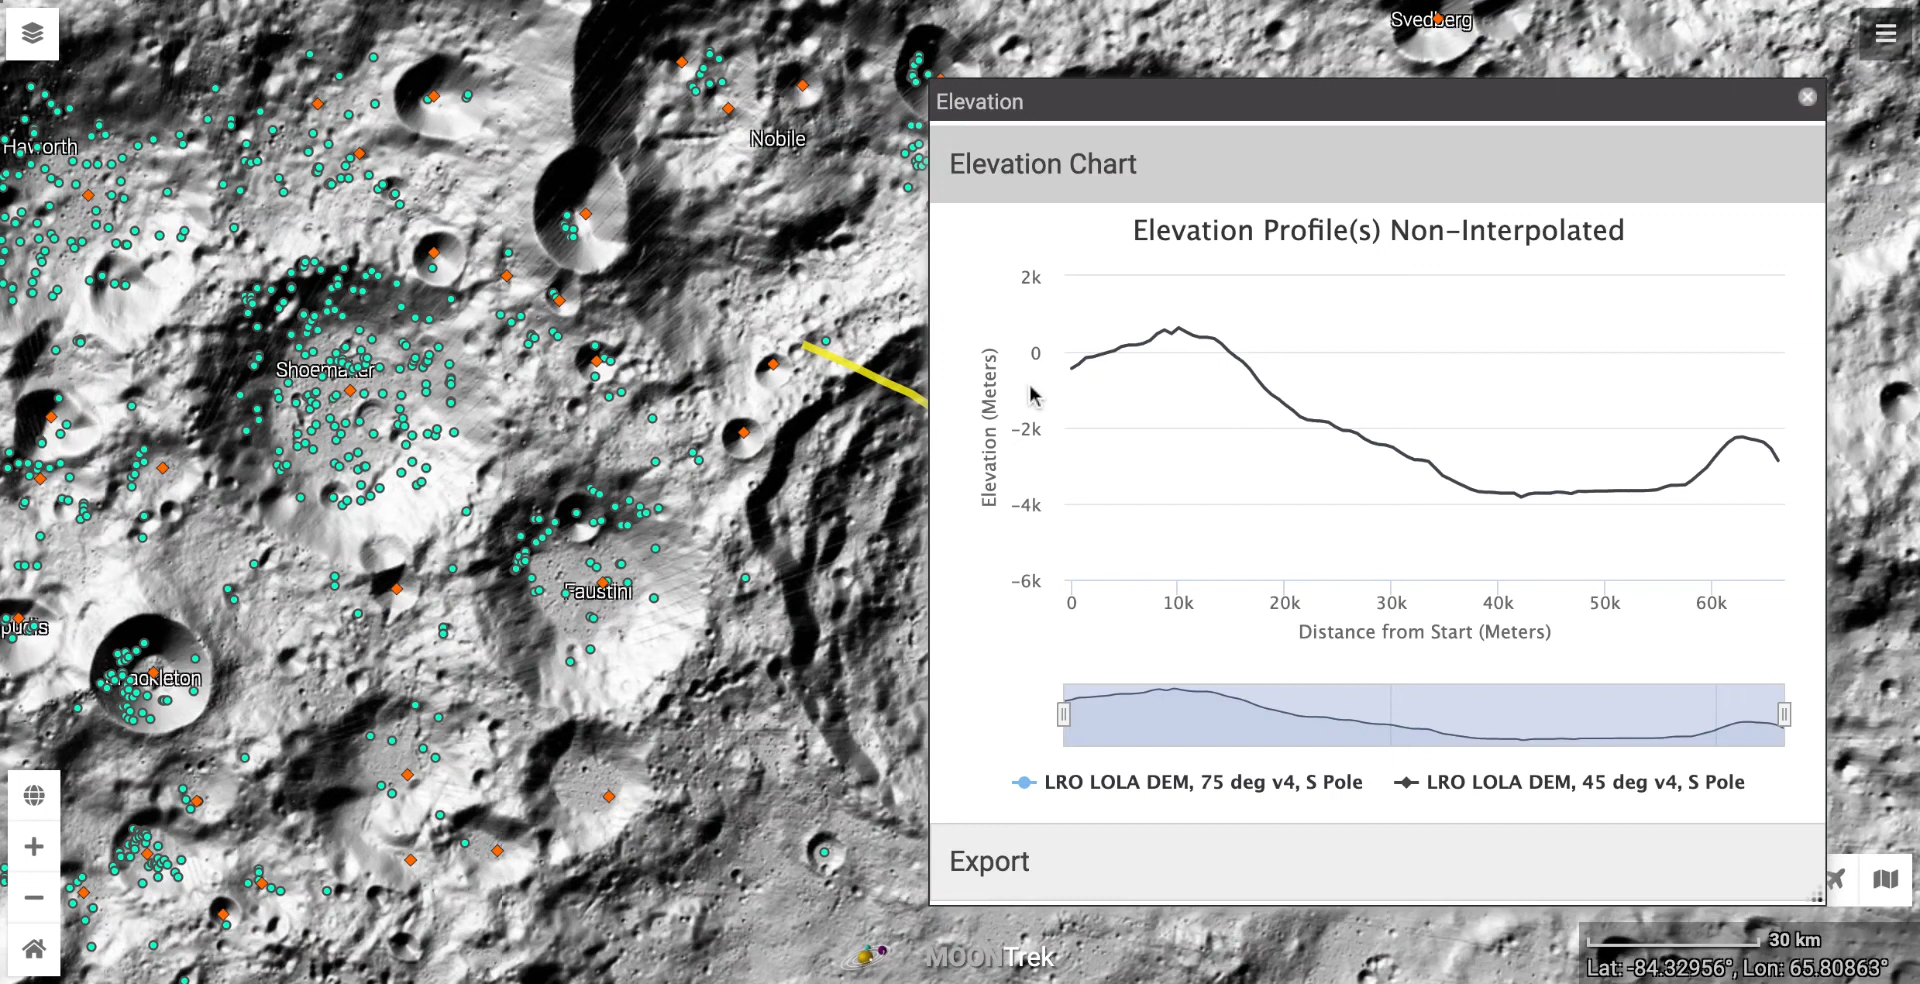 Svedberg
Haworth
Nobile
Elevation
Elevation Chart
Elevation Profile(s) Non-Interpolated
2k
0
-2k
-4k
-6k
Elevation (Meters)
0 10k 20k 30k 40k 50k 60k
Distance from Start (Meters)
LRO LOLA DEM, 75 deg v4, S Pole LRO LOLA DEM, 45 deg v4, S Pole
Export
Shoemaker
Faustini
MOONTrek
30 km
Lat: -84.32956°, Lon: 65.80863°